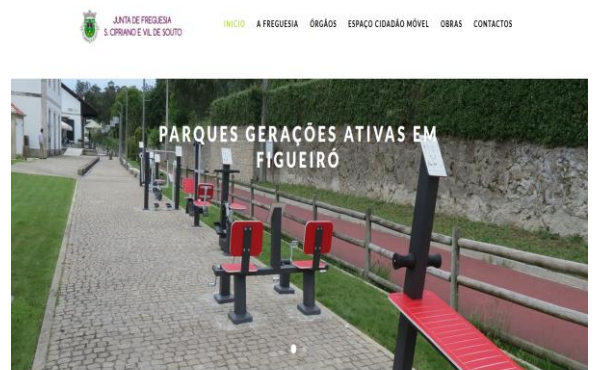 JUNTA DE FREGUESIA
S. CIPRIANO E VIL DE SOUTO
INICIO A FREGUESIA ÓRGÃOS ESPAÇO CIDADÃO MÓVEL OBRAS CONTACTOS
PARQUES GERAÇÕES ATIVAS EM
FIGUEIRÓ